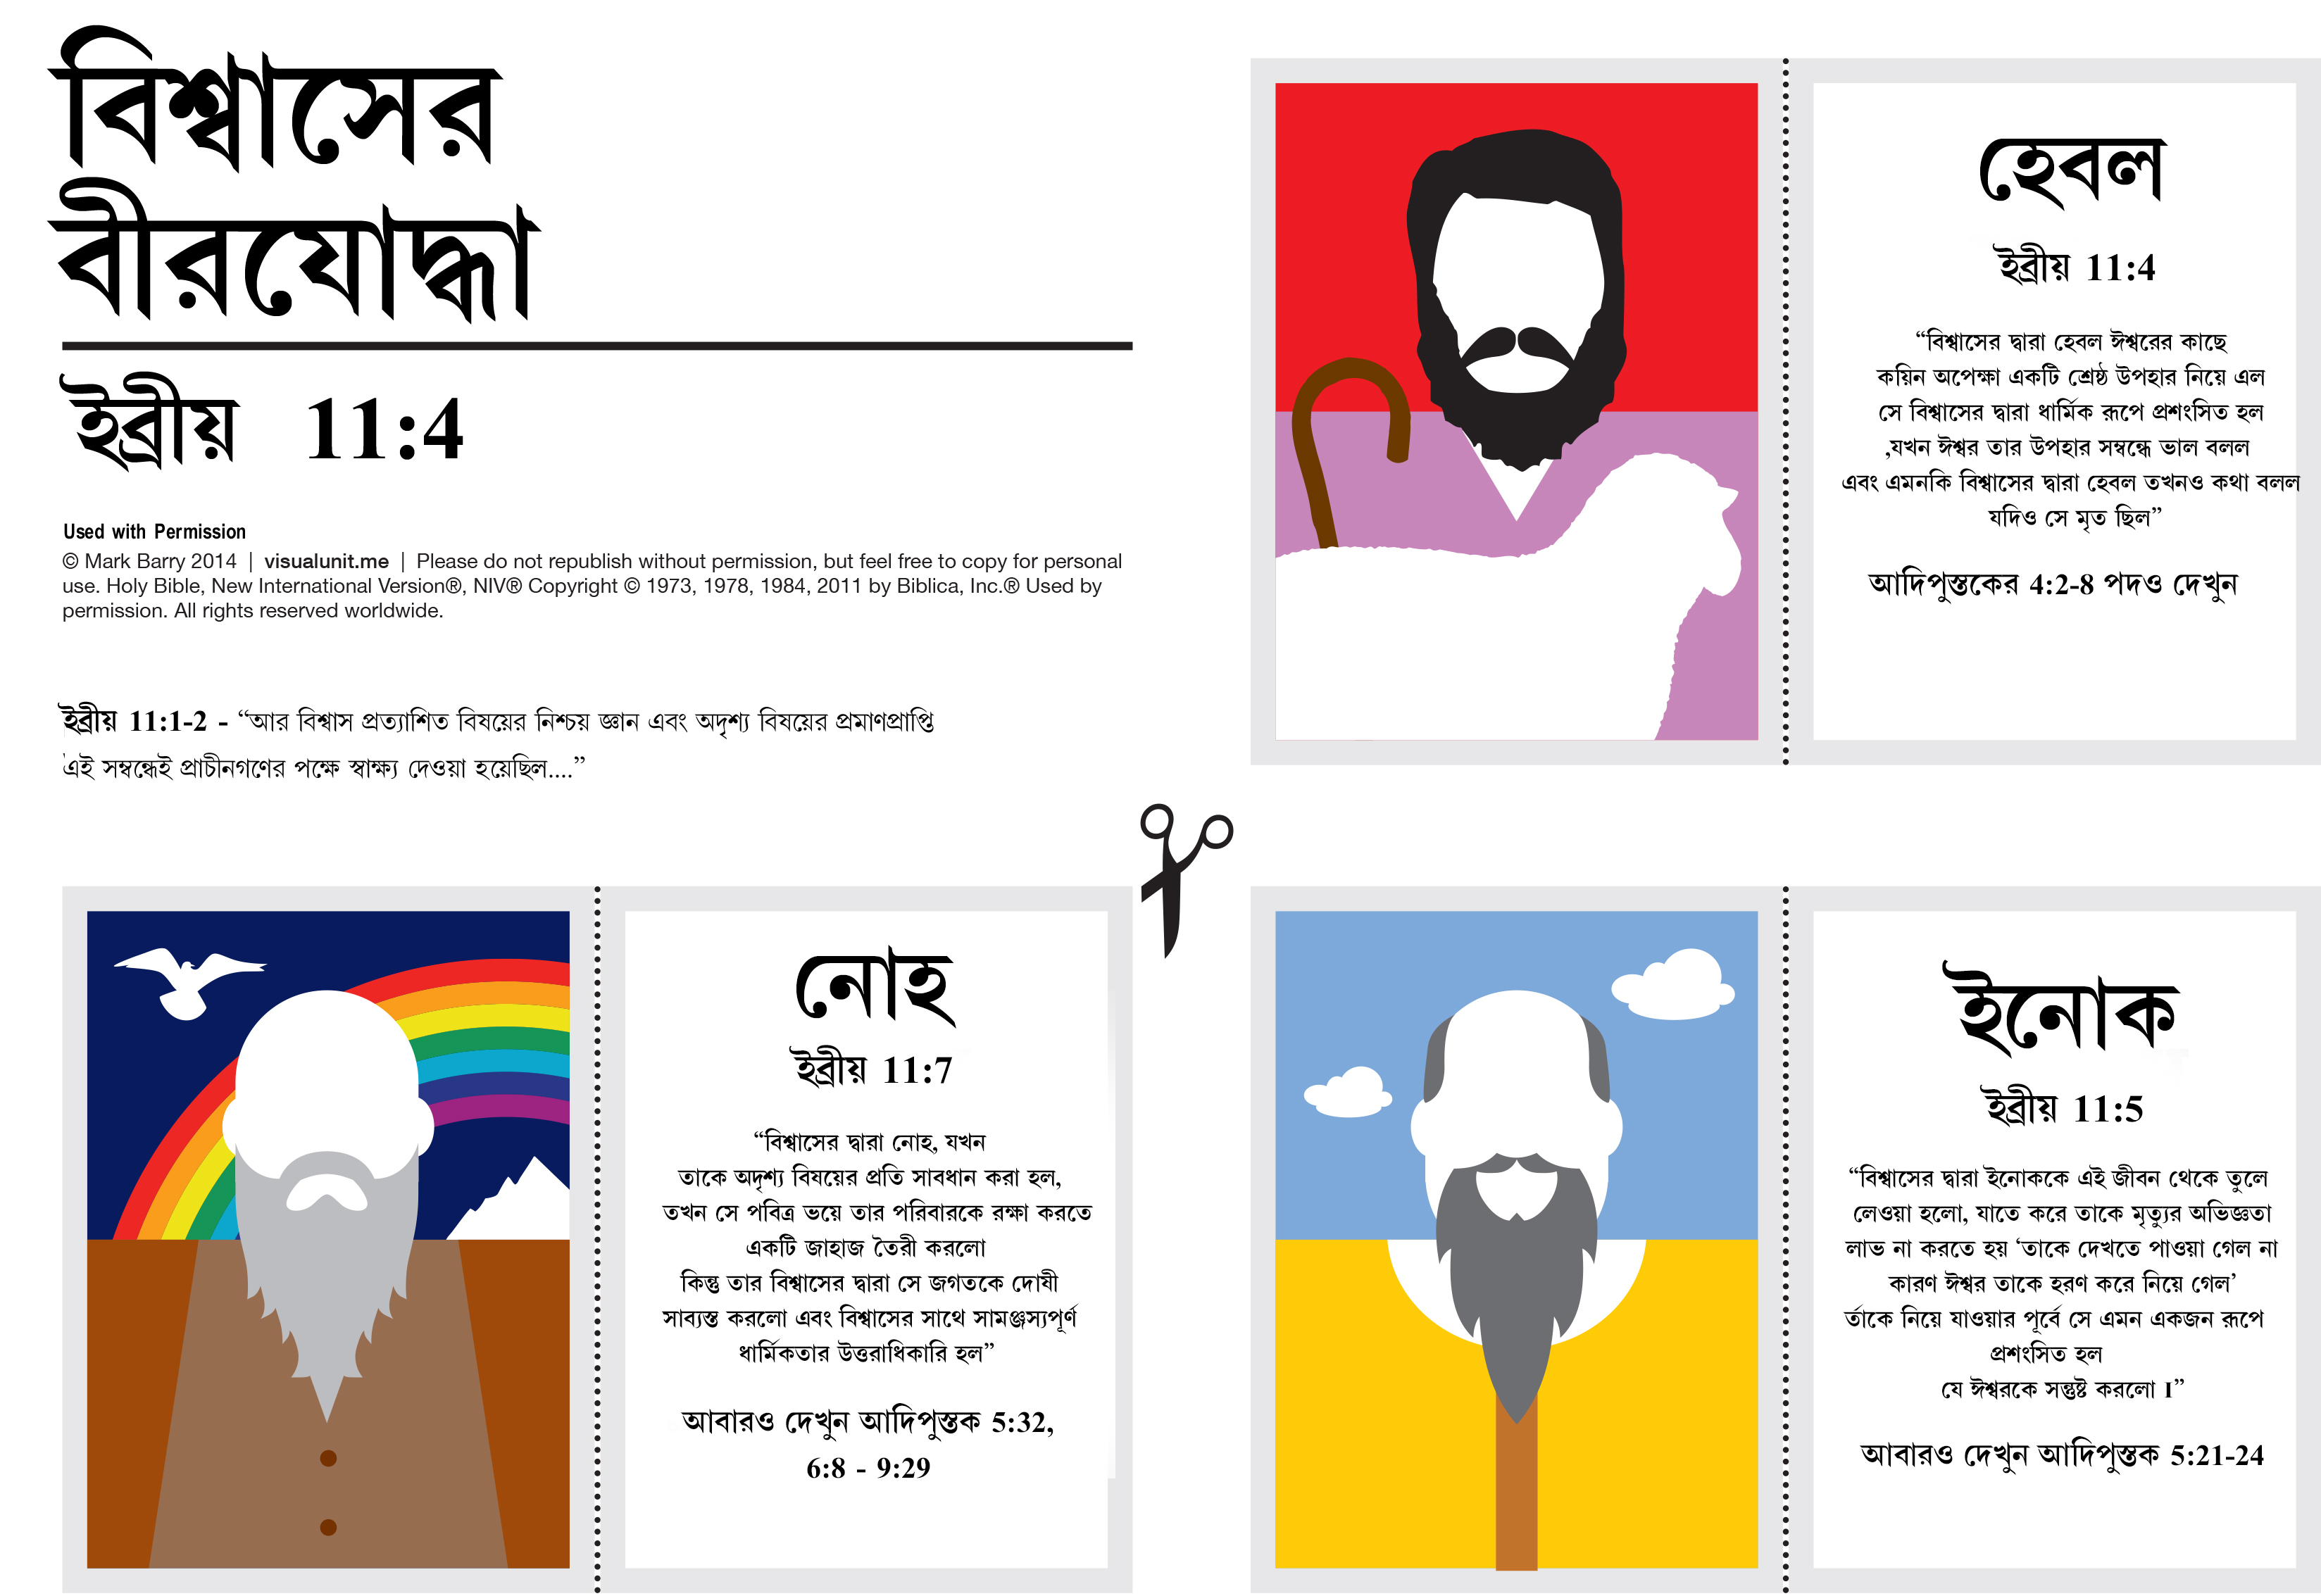 বিশ্বাসের
বীরযোদ্ধা
ইব্রীয় 11:4
Used with Permission
© Mark Barry 2014 | visualunit.me | Please do not republish without permission, but feel free to copy for personal
use. Holy Bible, New International Version®, NIV® Copyright © 1973, 1978, 1984, 2011 by Biblica, Inc.® Used by
permission. All rights reserved worldwide.
ইব্রীয় 11:1-2 - “আর বিশ্বাস প্রত্যাশিত বিষয়ের নিশ্চয় জ্ঞান এবং অদৃশ্য বিষয়ের প্রমাণপ্রাপ্তি
এই সম্বন্ধেই প্রাচীনগণের পক্ষে স্বাক্ষ্য দেওয়া হয়েছিল....”
হেবল
ইব্রীয় 11:4
“বিশ্বাসের দ্বারা হেবল ঈশ্বরের কাছে
কয়িন অপেক্ষা একটি শ্রেষ্ঠ উপহার নিয়ে এল
সে বিশ্বাসের দ্বারা ধার্মিক রূপে প্রশংসিত হল
,যখন ঈশ্বর তার উপহার সম্বন্ধে ভাল বলল
এবং এমনকি বিশ্বাসের দ্বারা হেবল তখনও কথা বলল
যদিও সে মৃত ছিল”
আদিপুস্তকের 4:2-8 পদও দেখুন
নোহ
ইব্রীয় 11:7
“বিশ্বাসের দ্বারা নোহ, যখন
তাকে অদৃশ্য বিষয়ের প্রতি সাবধান করা হল,
তখন সে পবিত্র ভয়ে তার পরিবারকে রক্ষা করতে
একটি জাহাজ তৈরী করলো
কিন্তু তার বিশ্বাসের দ্বারা সে জগতকে দোষী
সাব্যস্ত করলো এবং বিশ্বাসের সাথে সামঞ্জস্যপূর্ণ
ধার্মিকতার উত্তরাধিকারি হল”
আবারও দেখুন আদিপুস্তক 5:32,
6:8 - 9:29
ইনোক
ইব্রীয় 11:5
“বিশ্বাসের দ্বারা ইনোককে এই জীবন থেকে তুলে
লেওয়া হলো, যাতে করে তাকে মৃত্যুর অভিজ্ঞতা
লাভ না করতে হয় ‘তাকে দেখতে পাওয়া গেল না
কারণ ঈশ্বর তাকে হরণ করে নিয়ে গেল’
র্তাকে নিয়ে যাওয়ার পূর্বে সে এমন একজন রূপে
প্রশংসিত হল
যে ঈশ্বরকে সন্তুষ্ট করলো I”
আবারও দেখুন আদিপুস্তক 5:21-24